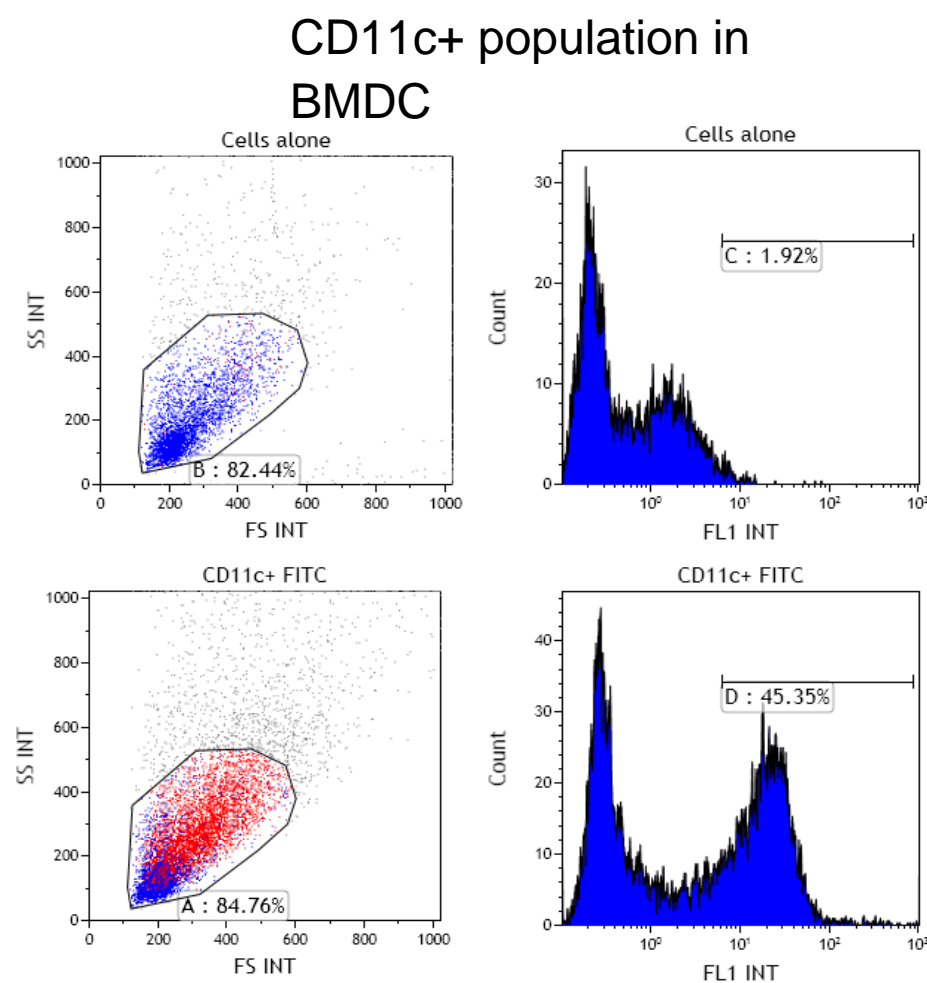 CD11c+ population in
BMDC
Cells alone
1000
800
600
400
200
0
SS INT
B : 82.44%
0 200 400 600 800 1000
FS INT
Cells alone
30
20
10
0
Count
C : 1.92%
10⁰ 10¹ 10² 10³
FL1 INT
CD11c+ FITC
1000
800
600
400
200
0
SS INT
A : 84.76%
0 200 400 600 800 1000
FS INT
CD11c+ FITC
40
30
20
10
0
Count
D : 45.35%
10⁰ 10¹ 10² 10³
FL1 INT